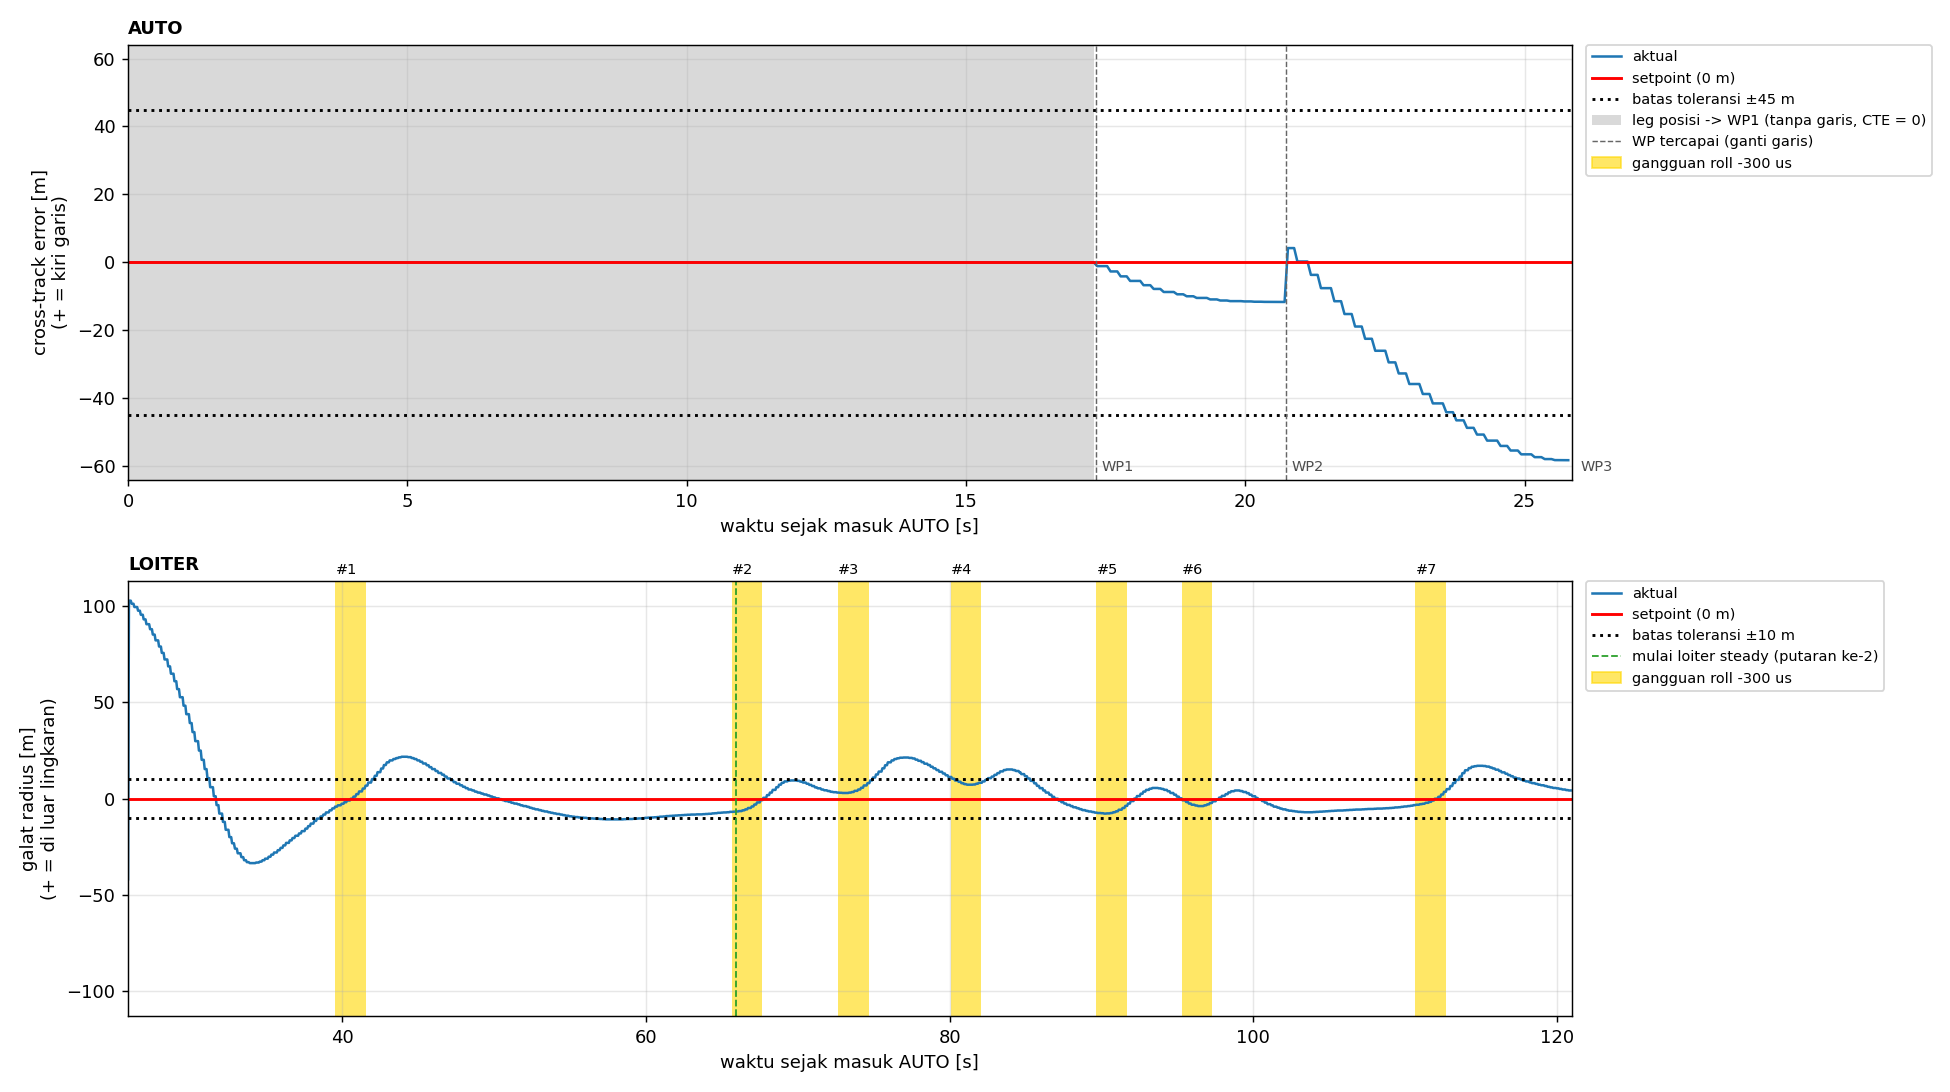 AUTO
60
40
20
0
−20
−40
−60
cross-track error [m]
(+ = kiri garis)
WP1
WP2
WP3
0
5
10
15
20
25
waktu sejak masuk AUTO [s]
aktual
setpoint (0 m)
batas toleransi ±45 m
leg posisi -> WP1 (tanpa garis, CTE = 0)
WP tercapai (ganti garis)
gangguan roll -300 us
LOITER
#1
#2
#3
#4
#5
#6
#7
100
50
0
−50
−100
galat radius [m]
(+ = di luar lingkaran)
40
60
80
100
120
waktu sejak masuk AUTO [s]
aktual
setpoint (0 m)
batas toleransi ±10 m
mulai loiter steady (putaran ke-2)
gangguan roll -300 us